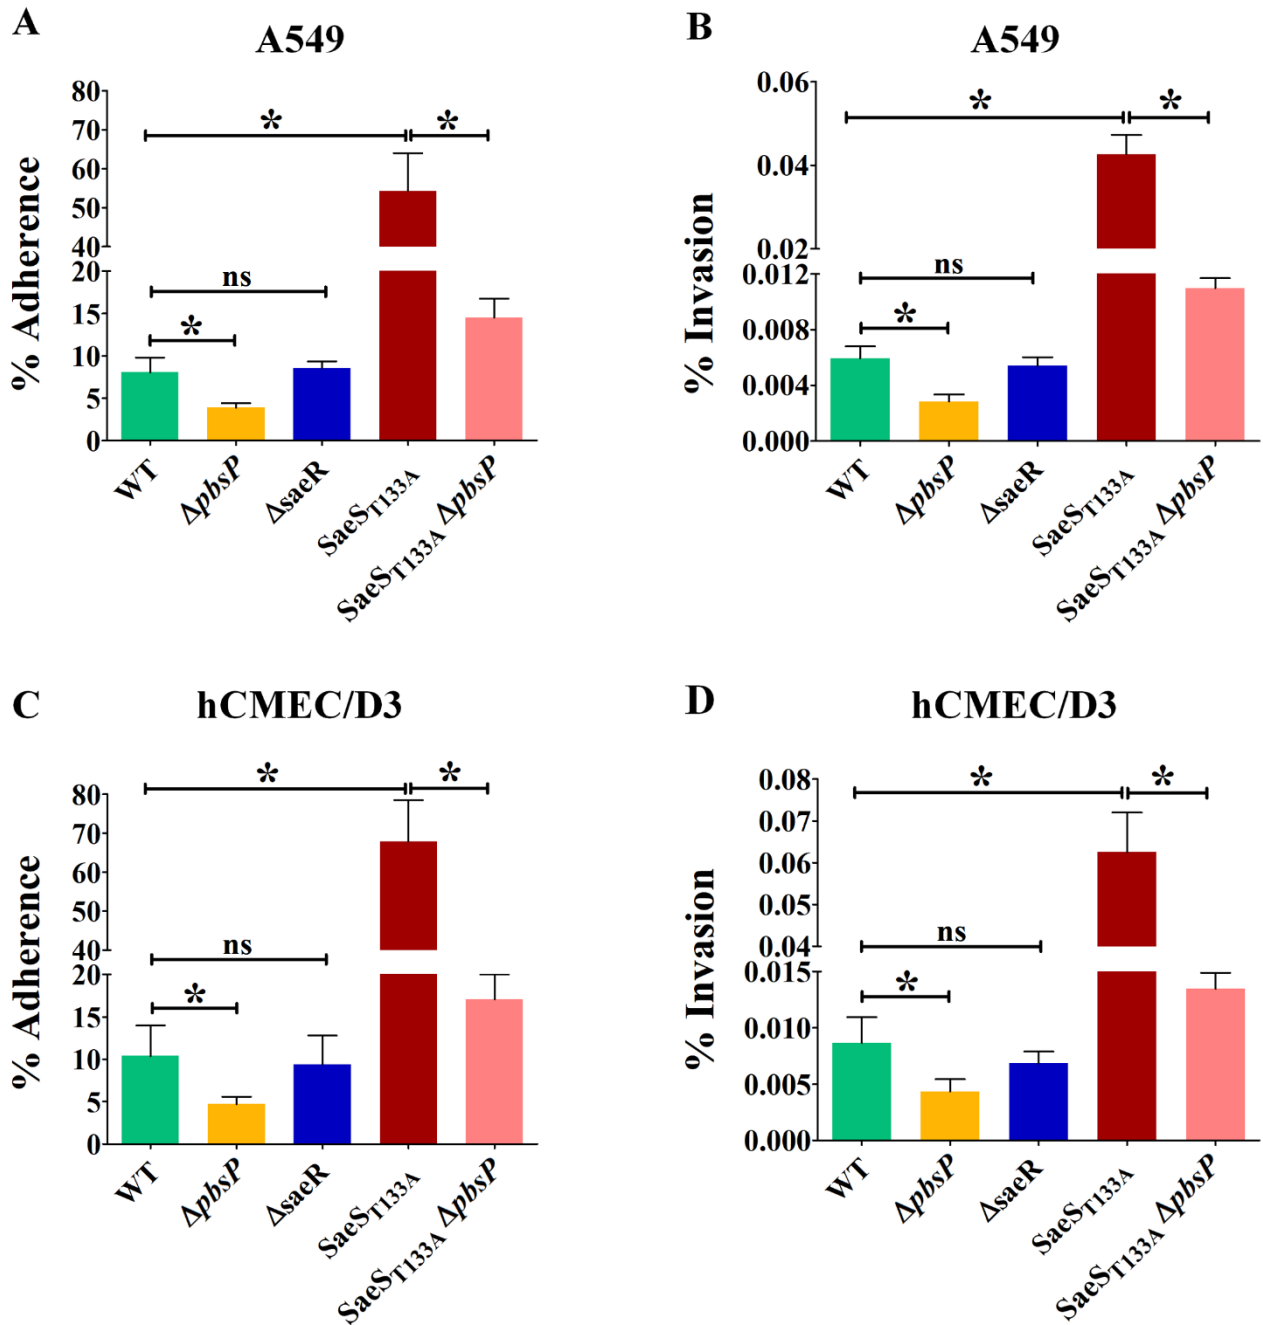 A
A549
% Adherence
80
70
60
50
40
20
15
10
5
0
*
*
ns
*
WT
ΔpbsP
ΔsaeR
SaeST133A
SaeST133A ΔpbsP
B
A549
% Invasion
0.06
0.04
0.02
0.012
0.008
0.004
0.000
*
*
ns
*
WT
ΔpbsP
ΔsaeR
SaeST133A
SaeST133A ΔpbsP
C
hCMEC/D3
% Adherence
80
70
60
50
40
20
15
10
5
0
*
*
ns
*
WT
ΔpbsP
ΔsaeR
SaeST133A
SaeST133A ΔpbsP
D
hCMEC/D3
% Invasion
0.08
0.07
0.06
0.05
0.04
0.015
0.010
0.005
0.000
*
*
ns
*
WT
ΔpbsP
ΔsaeR
SaeST133A
SaeST133A ΔpbsP